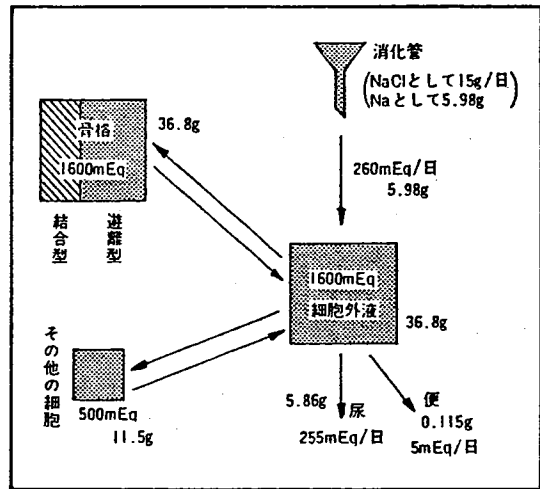 消化管
(NaClとして15g/日
Naとして5.98g)
骨格
1600mEq
36.8g
結合型
遊離型
260mEq/日
5.98g
1600mEq
細胞外液
36.8g
その他の細胞
500mEq
11.5g
5.86g
尿
255mEq/日
便
0.115g
5mEq/日